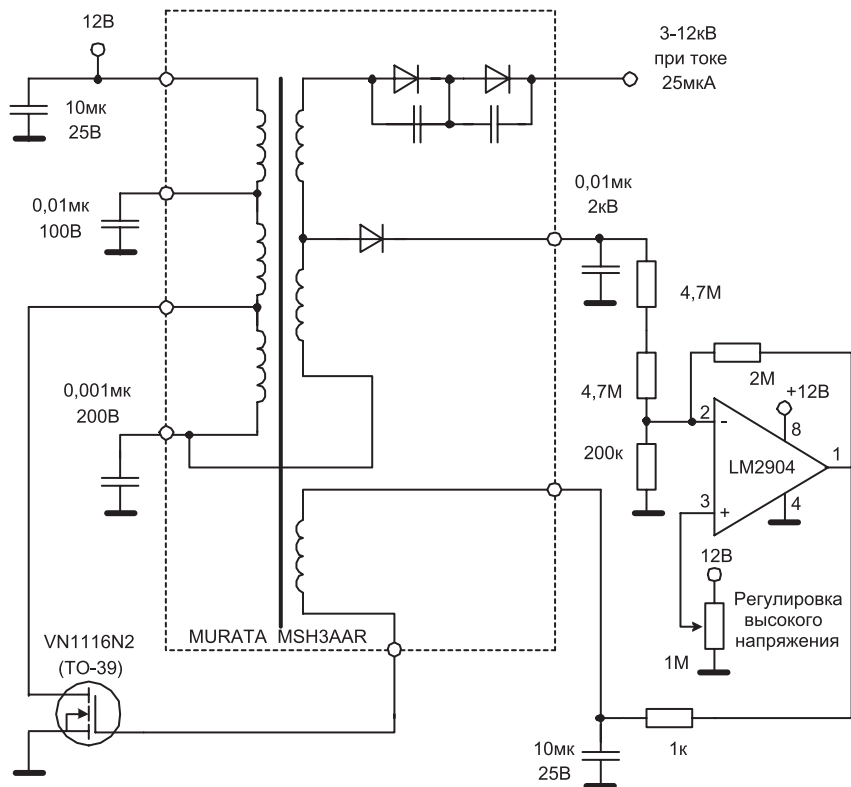 12В
3-12кВ
при токе
25мкА
10мк
25В
0,01мк
2кВ
0,01мк
100В
4,7М
0,001мк
200В
4,7М
2М
+12В
2
-
8
200к
LM2904
1
3
+
4
12В
Регулировка
высокого
напряжения
MURATA MSH3AAR
VN1116N2
(TO-39)
1М
10мк
25В
1к